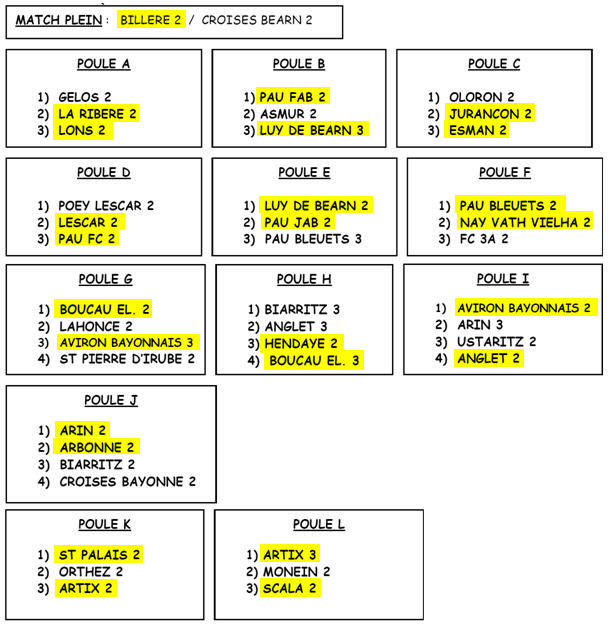 MATCH PLEIN : BILLERE 2 / CROISES BEARN 2
POULE A
1) GELOS 2
2) LA RIBERE 2
3) LONS 2
POULE B
1) PAU FAB 2
2) ASMUR 2
3) LUY DE BEARN 3
POULE C
1) OLORON 2
2) JURANCON 2
3) ESMAN 2
POULE D
1) POEY LESCAR 2
2) LESCAR 2
3) PAU FC 2
POULE E
1) LUY DE BEARN 2
2) PAU JAB 2
3) PAU BLEUETS 3
POULE F
1) PAU BLEUETS 2
2) NAY VATH VIELHA 2
3) FC 3A 2
POULE G
1) BOUCAU EL. 2
2) LAHONCE 2
3) AVIRON BAYONNAIS 3
4) ST PIERRE D'IRUBE 2
POULE H
1) BIARRITZ 3
2) ANGLET 3
3) HENDAYE 2
4) BOUCAU EL. 3
POULE I
1) AVIRON BAYONNAIS 2
2) ARIN 3
3) USTARITZ 2
4) ANGLET 2
POULE J
1) ARIN 2
2) ARBONNE 2
3) BIARRITZ 2
4) CROISES BAYONNE 2
POULE K
1) ST PALAIS 2
2) ORTHEZ 2
3) ARTIX 2
POULE L
1) ARTIX 3
2) MONEIN 2
3) SCALA 2